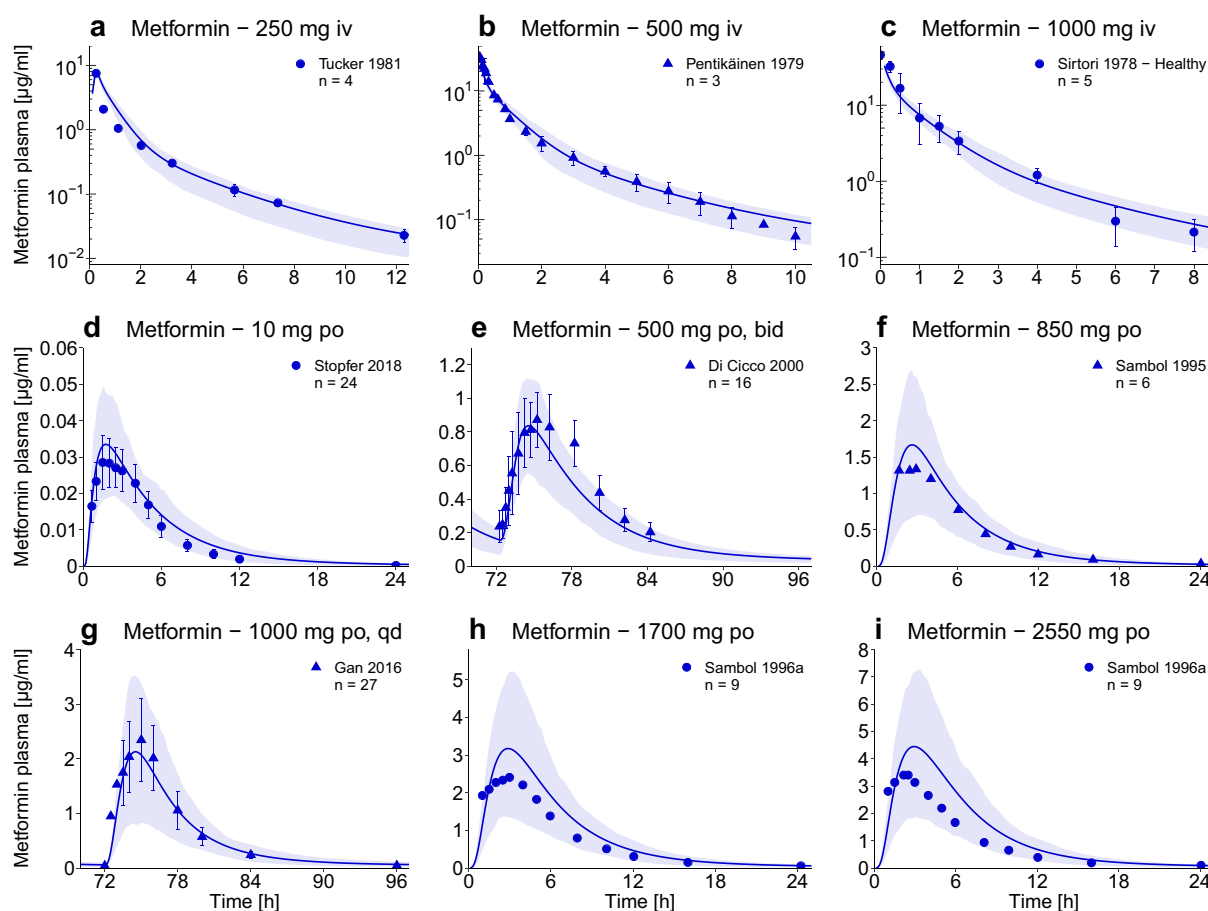 a Metformin − 250 mg iv
b Metformin − 500 mg iv
c Metformin − 1000 mg iv
Metformin plasma [µg/ml]
10¹
10⁰
10⁻¹
10⁻²
0 2 4 6 8 10 12
Tucker 1981
n = 4
10¹
10⁰
10⁻¹
0 2 4 6 8 10
Pentikäinen 1979
n = 3
10¹
10⁰
10⁻¹
0 1 2 3 4 5 6 7 8
Sirtori 1978 − Healthy
n = 5
d Metformin − 10 mg po
e Metformin − 500 mg po, bid
f Metformin − 850 mg po
Metformin plasma [µg/ml]
0.06
0.05
0.04
0.03
0.02
0.01
0
0 6 12 18 24
Stopfer 2018
n = 24
1.2
1
0.8
0.6
0.4
0.2
0
72 78 84 90 96
Di Cicco 2000
n = 16
3
2.5
2
1.5
1
0.5
0
0 6 12 18 24
Sambol 1995
n = 6
g Metformin − 1000 mg po, qd
h Metformin − 1700 mg po
i Metformin − 2550 mg po
Metformin plasma [µg/ml]
4
3
2
1
0
72 78 84 90 96
Time [h]
Gan 2016
n = 27
5
4
3
2
1
0
0 6 12 18 24
Time [h]
Sambol 1996a
n = 9
8
7
6
5
4
3
2
1
0
0 6 12 18 24
Time [h]
Sambol 1996a
n = 9